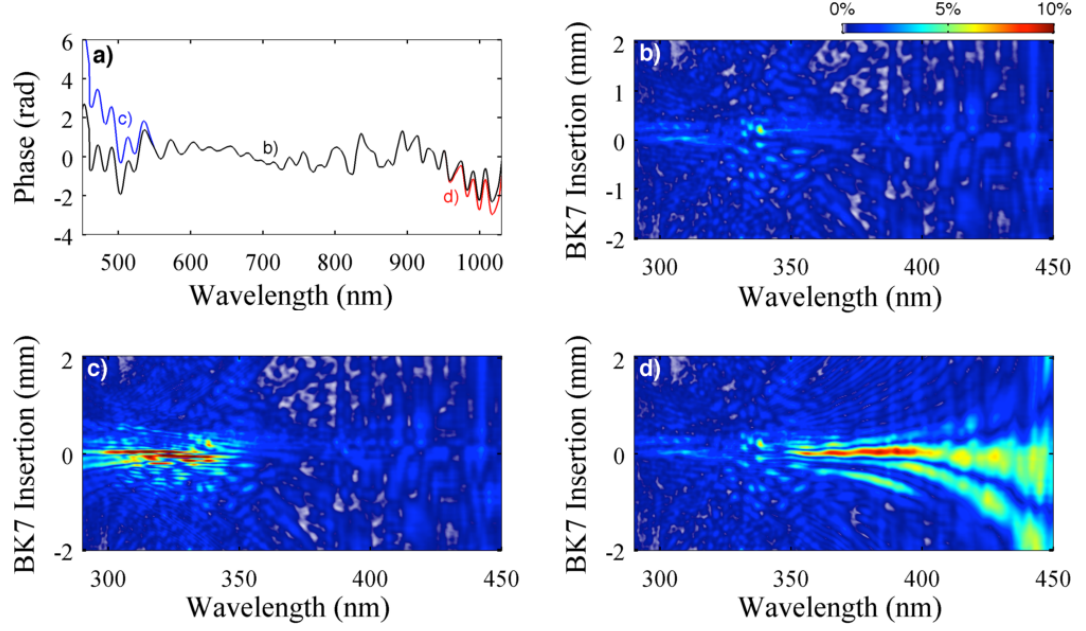 0% 5% 10%
a)
6
4
2
0
-2
-4
Phase (rad)
c)
b)
d)
500 600 700 800 900 1000
Wavelength (nm)
b)
2
1
0
-1
-2
BK7 Insertion (mm)
300 350 400 450
Wavelength (nm)
c)
2
0
-2
BK7 Insertion (mm)
300 350 400 450
Wavelength (nm)
d)
2
0
-2
BK7 Insertion (mm)
300 350 400 450
Wavelength (nm)